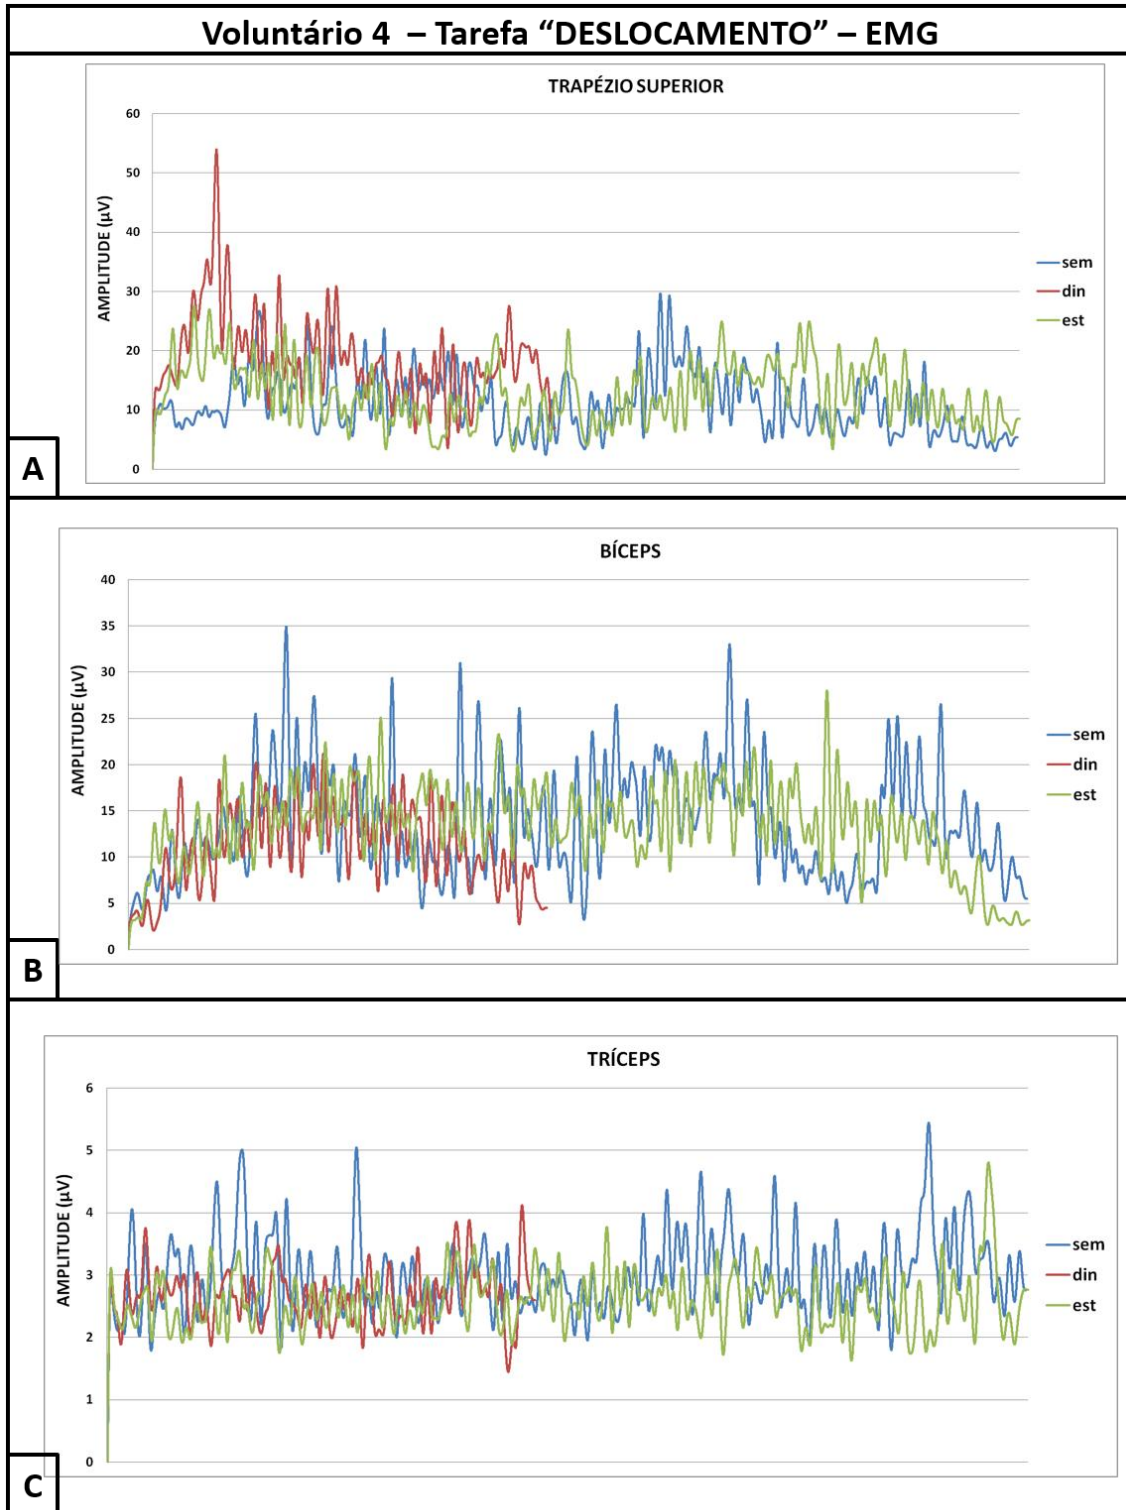 Voluntário 4 – Tarefa “DESLOCAMENTO” – EMG
TRAPÉZIO SUPERIOR
60
50
40
30
20
10
0
AMPLITUDE (µV)
sem
din
est
A
BÍCEPS
40
35
30
25
20
15
10
5
0
AMPLITUDE (µV)
sem
din
est
B
TRÍCEPS
6
5
4
3
2
1
0
AMPLITUDE (µV)
sem
din
est
C